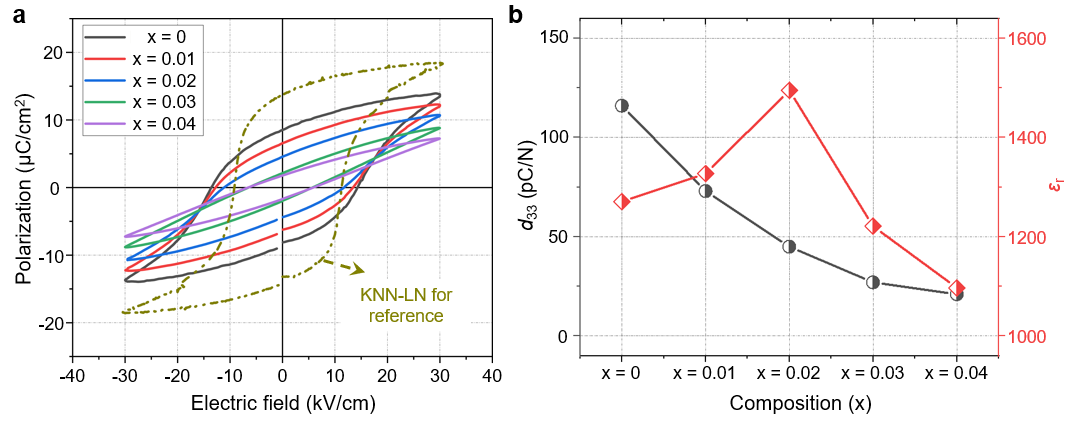 a
x = 0
x = 0.01
x = 0.02
x = 0.03
x = 0.04
20
10
0
-10
-20
Polarization (μC/cm²)
KNN-LN for
reference
-40 -30 -20 -10 0 10 20 30 40
Electric field (kV/cm)
b
150
100
50
0
d₃₃ (pC/N)
1600
1400
1200
1000
εᵣ
x = 0 x = 0.01 x = 0.02 x = 0.03 x = 0.04
Composition (x)